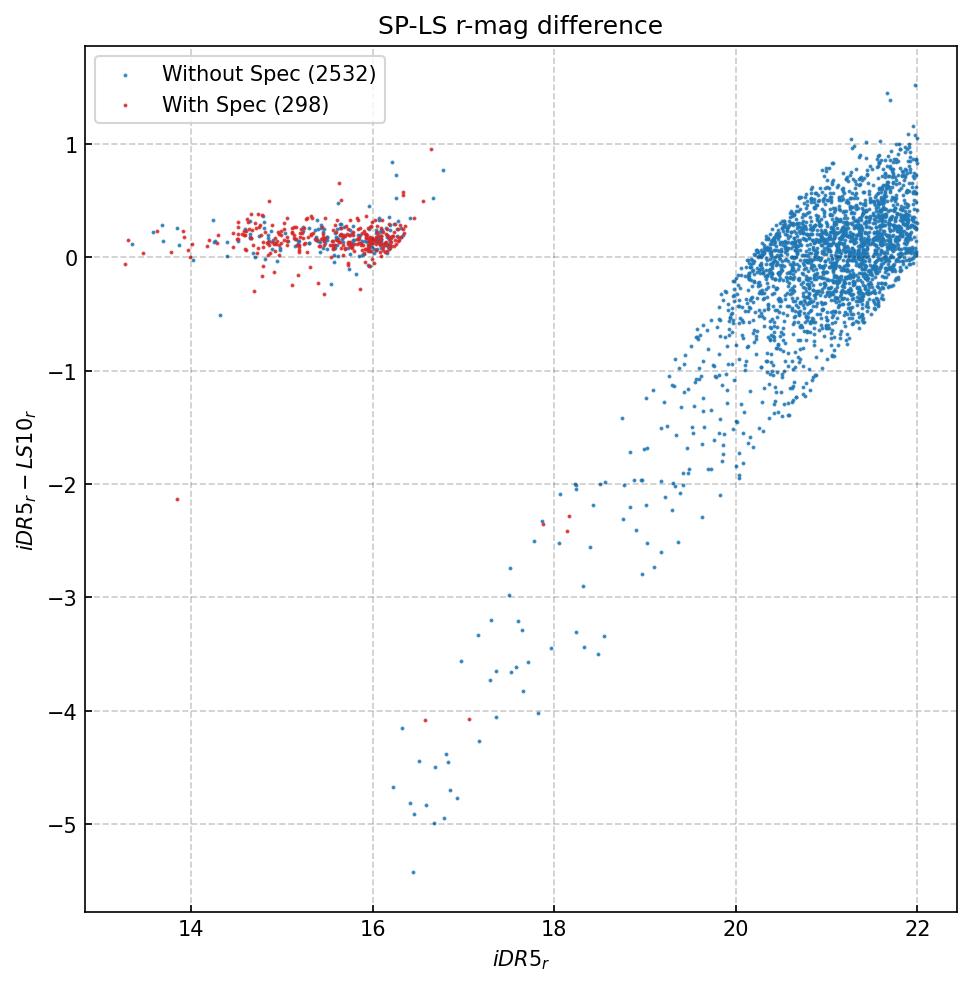 SP-LS r-mag difference
Without Spec (2532)
With Spec (298)
1
0
−1
−2
−3
−4
−5
iDR5r − LS10r
14 16 18 20 22
iDR5r